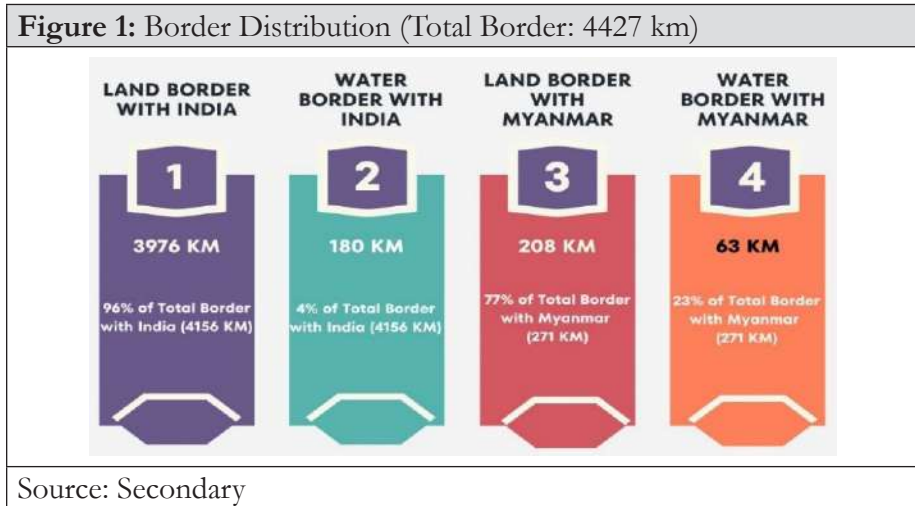 Figure 1: Border Distribution (Total Border: 4427 km)
LAND BORDER
WITH INDIA
1
3976 KM
96% of Total Border
with India (4156 KM)
WATER
BORDER WITH
INDIA
2
180 KM
4% of Total Border
with India (4156 KM)
LAND BORDER
WITH
MYANMAR
3
208 KM
77% of Total Border
with Myanmar
(271 KM)
WATER
BORDER WITH
MYANMAR
4
63 KM
23% of Total Border
with Myanmar
(271 KM)
Source: Secondary